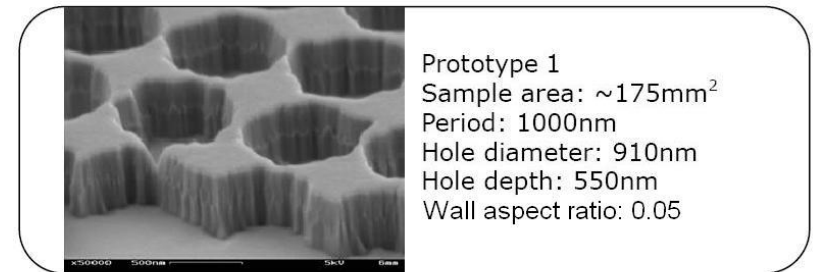 Prototype 1
Sample area: ~175mm²
Period: 1000nm
Hole diameter: 910nm
Hole depth: 550nm
Wall aspect ratio: 0.05
x50000 500nm 5kV 6mm